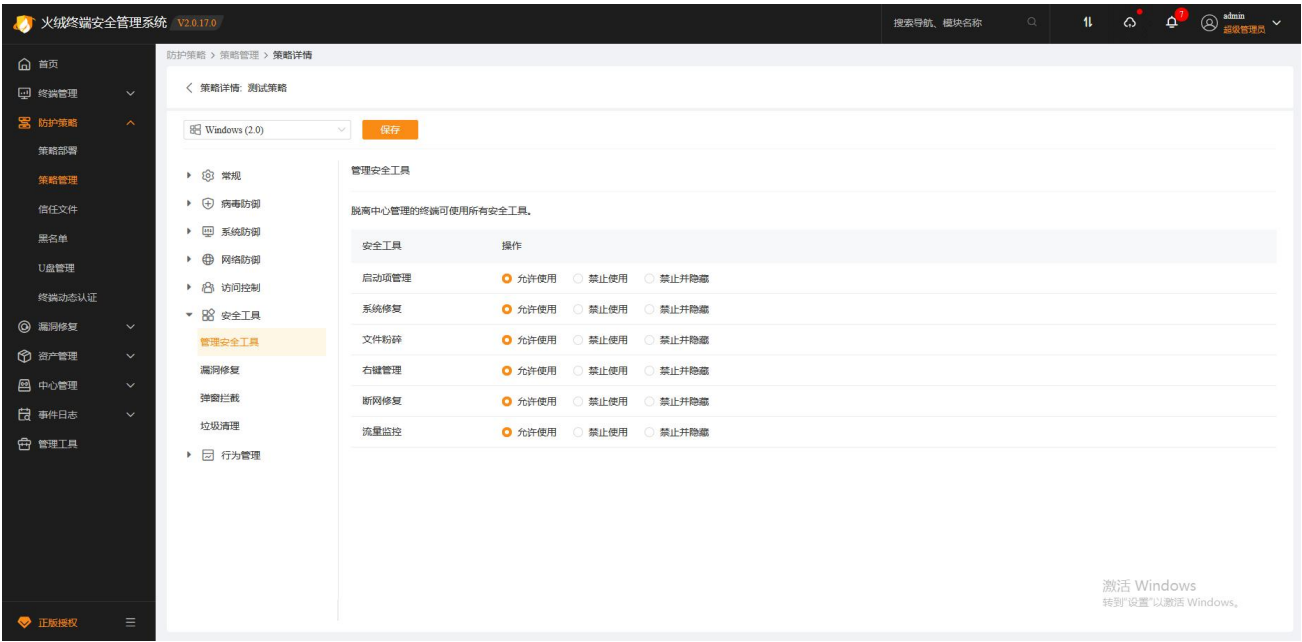 火绒终端安全管理系统 V2.0.17.0
搜索导航、模块名称
7
admin
超级管理员
首页
终端管理
防护策略
策略部署
策略管理
信任文件
黑名单
U盘管理
终端动态认证
漏洞修复
资产管理
中心管理
事件日志
管理工具
正版授权
防护策略 > 策略管理 > 策略详情
策略详情: 测试策略
Windows (2.0)
保存
常规
病毒防御
系统防御
网络防御
访问控制
安全工具
管理安全工具
漏洞修复
弹窗拦截
垃圾清理
行为管理
管理安全工具
脱离中心管理的终端可使用所有安全工具。
安全工具 操作
启动项管理 允许使用 禁止使用 禁止并隐藏
系统修复 允许使用 禁止使用 禁止并隐藏
文件粉碎 允许使用 禁止使用 禁止并隐藏
右键管理 允许使用 禁止使用 禁止并隐藏
断网修复 允许使用 禁止使用 禁止并隐藏
流量监控 允许使用 禁止使用 禁止并隐藏
激活 Windows
转到"设置"以激活 Windows。